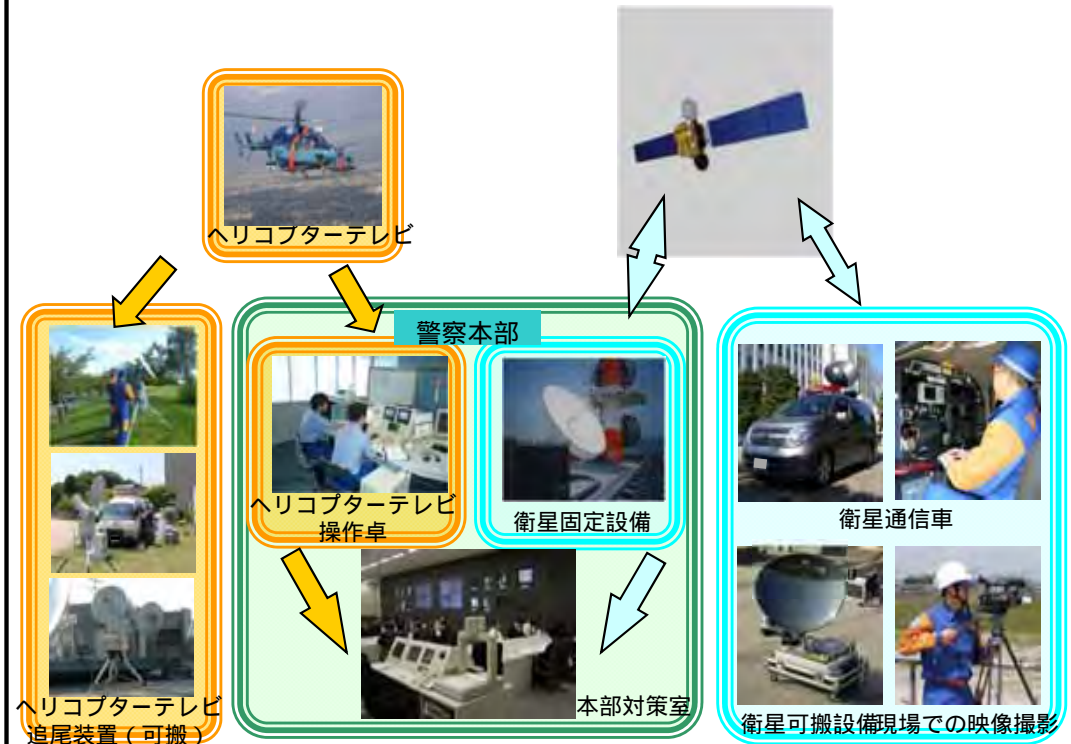 ヘリコプターテレビ
警察本部
ヘリコプターテレビ
操作卓
衛星固定設備
衛星通信車
本部対策室
ヘリコプターテレビ
追尾装置(可搬)
衛星可搬設備
現場での映像撮影